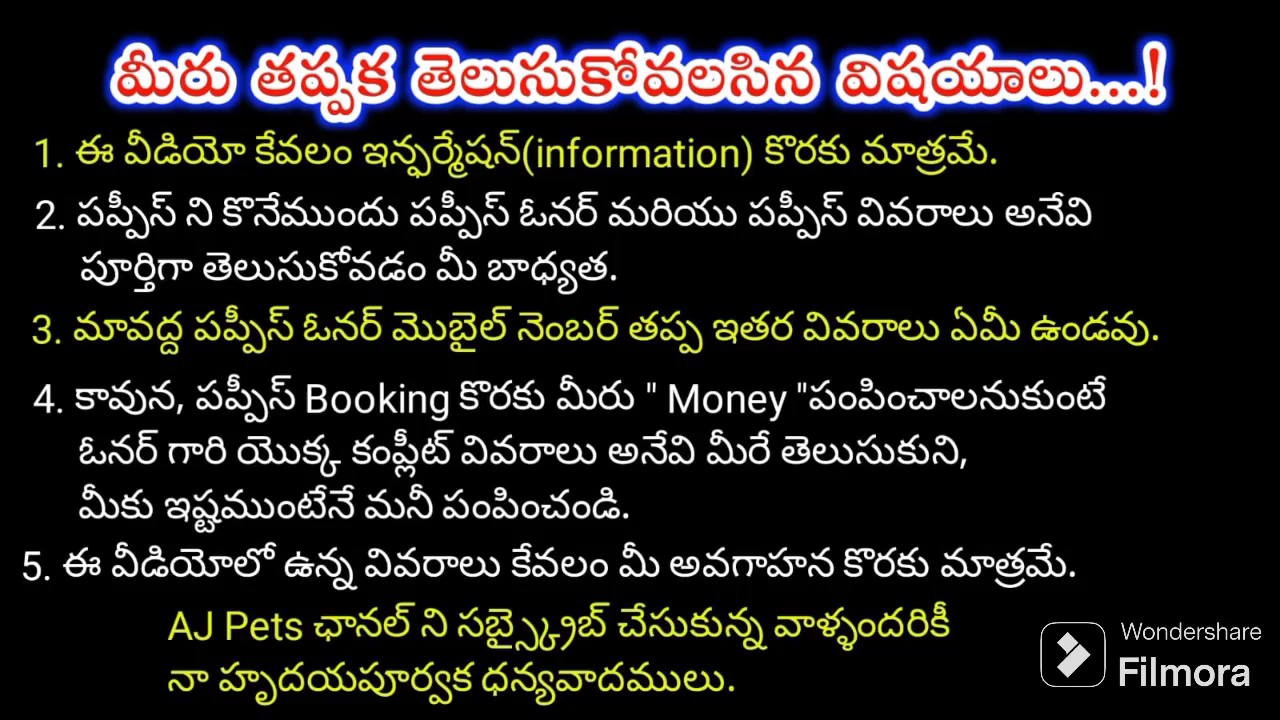 మీరు తప్పక తెలుసుకోవలసిన విషయాలు...!
1. ఈ వీడియో కేవలం ఇన్ఫర్మేషన్(information) కొరకు మాత్రమే.
2. పప్పీస్ ని కొనేముందు పప్పీస్ ఓనర్ మరియు పప్పీస్ వివరాలు అనేవి
పూర్తిగా తెలుసుకోవడం మీ బాధ్యత.
3. మావద్ద పప్పీస్ ఓనర్ మొబైల్ నెంబర్ తప్ప ఇతర వివరాలు ఏమీ ఉండవు.
4. కావున, పప్పీస్ Booking కొరకు మీరు " Money "పంపించాలనుకుంటే
ఓనర్ గారి యొక్క కంప్లీట్ వివరాలు అనేవి మీరే తెలుసుకుని,
మీకు ఇష్టముంటేనే మనీ పంపించండి.
5. ఈ వీడియోలో ఉన్న వివరాలు కేవలం మీ అవగాహన కొరకు మాత్రమే.
AJ Pets ఛానల్ ని సబ్స్క్రైబ్ చేసుకున్న వాళ్ళందరికీ
నా హృదయపూర్వక ధన్యవాదములు.
Wondershare
Filmora